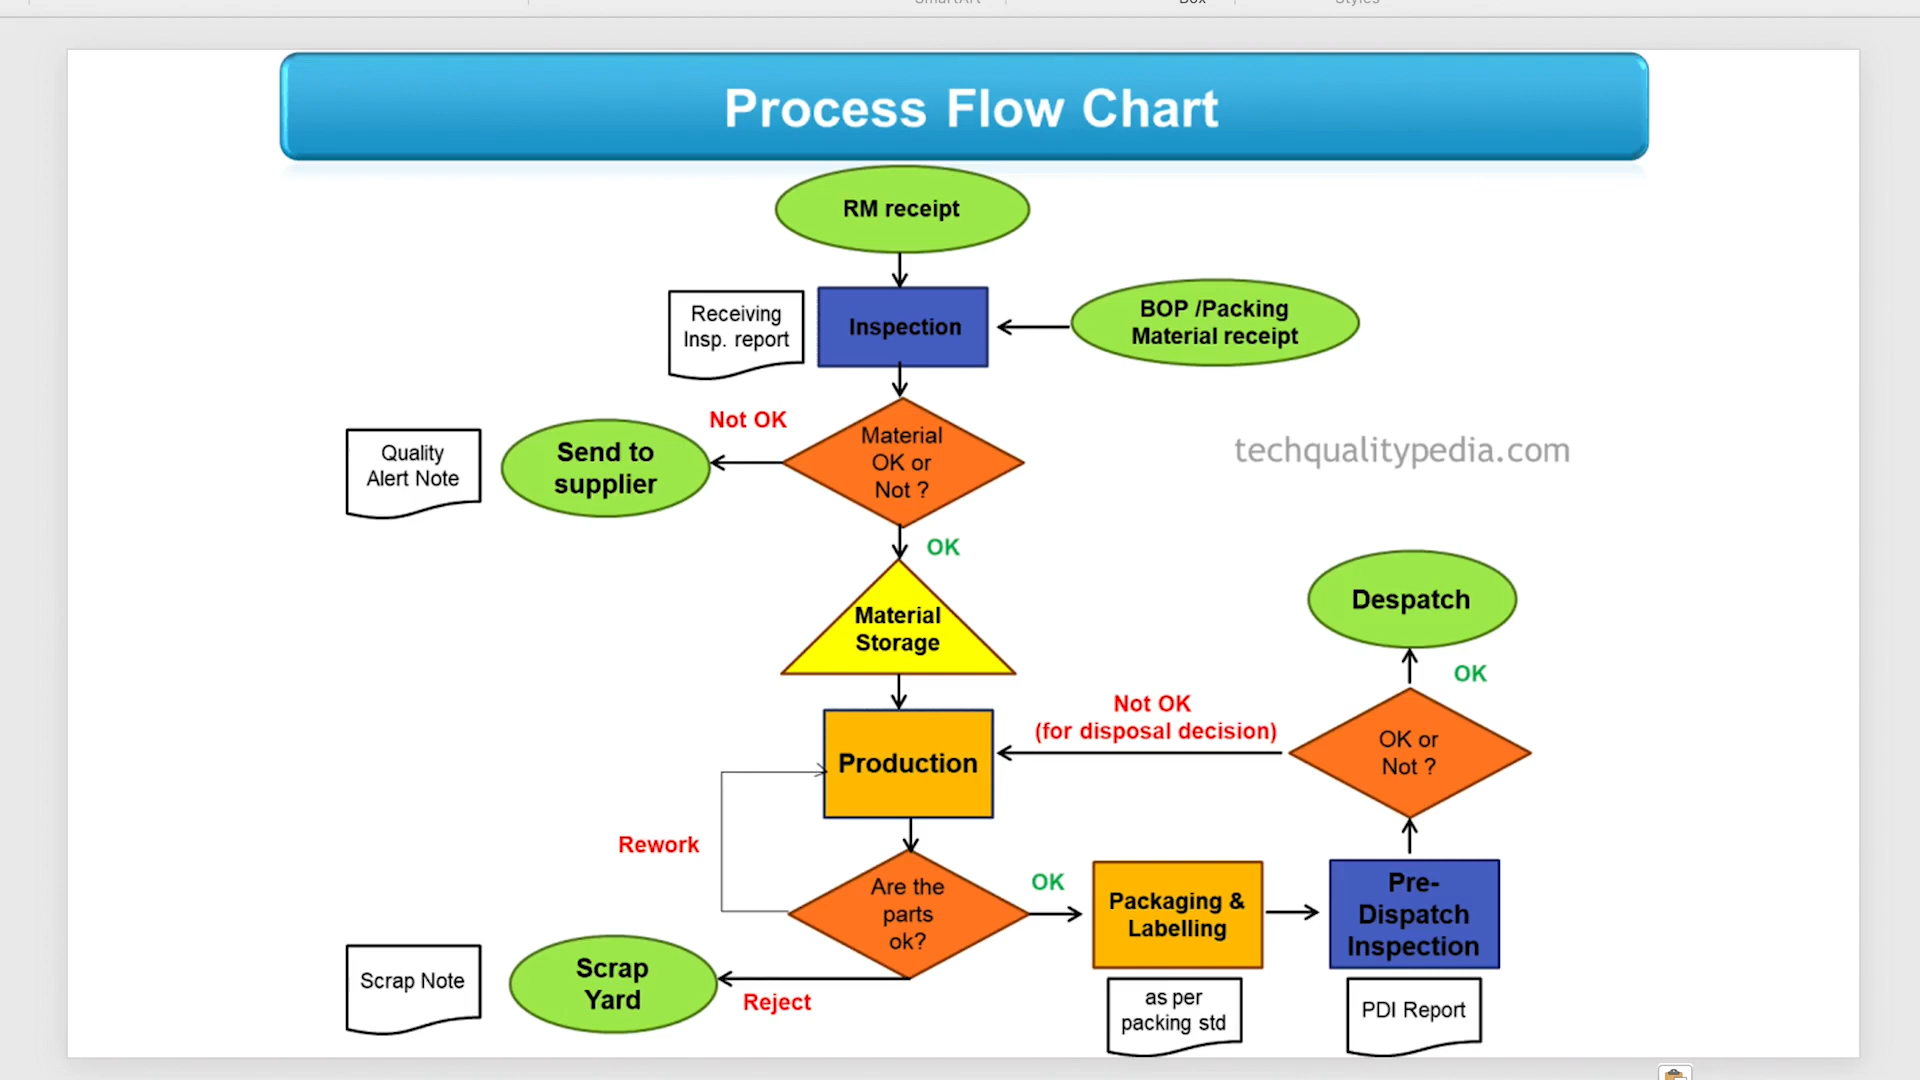 SmartArt
Box
Styles
Process Flow Chart
RM receipt
Receiving
Insp. report
Inspection
BOP /Packing
Material receipt
Not OK
Material
OK or
Not ?
Quality
Alert Note
Send to
supplier
techqualitypedia.com
OK
Material
Storage
Despatch
OK
Not OK
(for disposal decision)
OK or
Not ?
Production
Rework
Are the
parts
ok?
OK
Packaging &
Labelling
Pre-
Dispatch
Inspection
Scrap Note
Scrap
Yard
Reject
as per
packing std
PDI Report